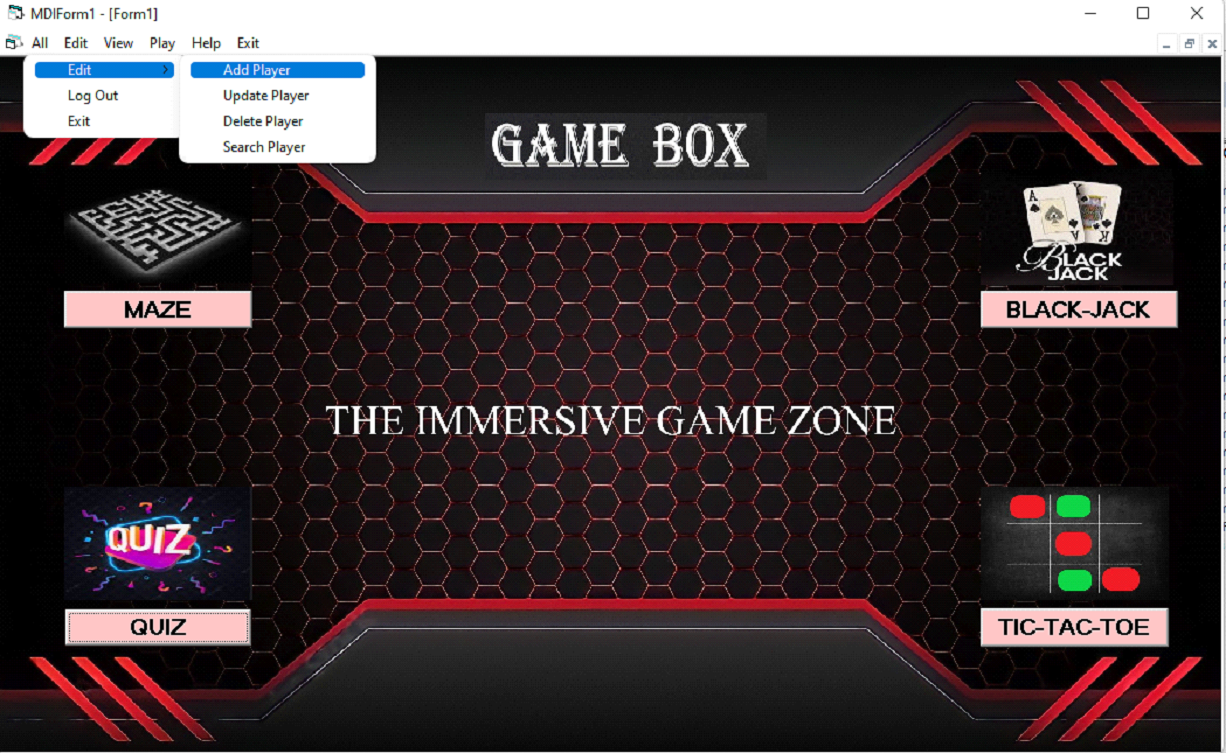 MDIForm1 - [Form1]
All Edit View Play Help Exit
Edit
Log Out
Exit
Add Player
Update Player
Delete Player
Search Player
GAME BOX
MAZE
A
K
A
K
BLACK
JACK
BLACK-JACK
THE IMMERSIVE GAME ZONE
QUIZ
QUIZ
TIC-TAC-TOE